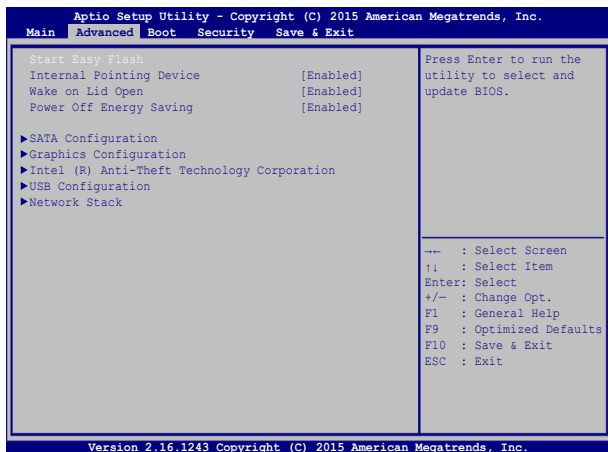 Aptio Setup Utility - Copyright (C) 2015 American Megatrends, Inc.
Main Advanced Boot Security Save & Exit
Start Easy Flash
Internal Pointing Device [Enabled]
Wake on Lid Open [Enabled]
Power Off Energy Saving [Enabled]
▶SATA Configuration
▶Graphics Configuration
▶Intel (R) Anti-Theft Technology Corporation
▶USB Configuration
▶Network Stack
Press Enter to run the
utility to select and
update BIOS.
→← : Select Screen
↑↓ : Select Item
Enter: Select
+/— : Change Opt.
F1 : General Help
F9 : Optimized Defaults
F10 : Save & Exit
ESC : Exit
Version 2.16.1243 Copyright (C) 2015 American Megatrends, Inc.